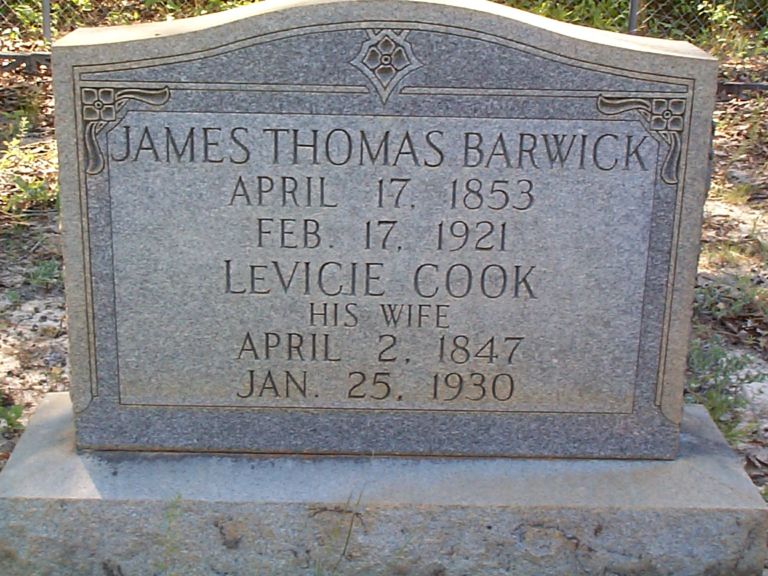 JAMES THOMAS BARWICK
APRIL 17, 1853
FEB. 17, 1921
LEVICIE COOK
HIS WIFE
APRIL 2, 1847
JAN. 25, 1930